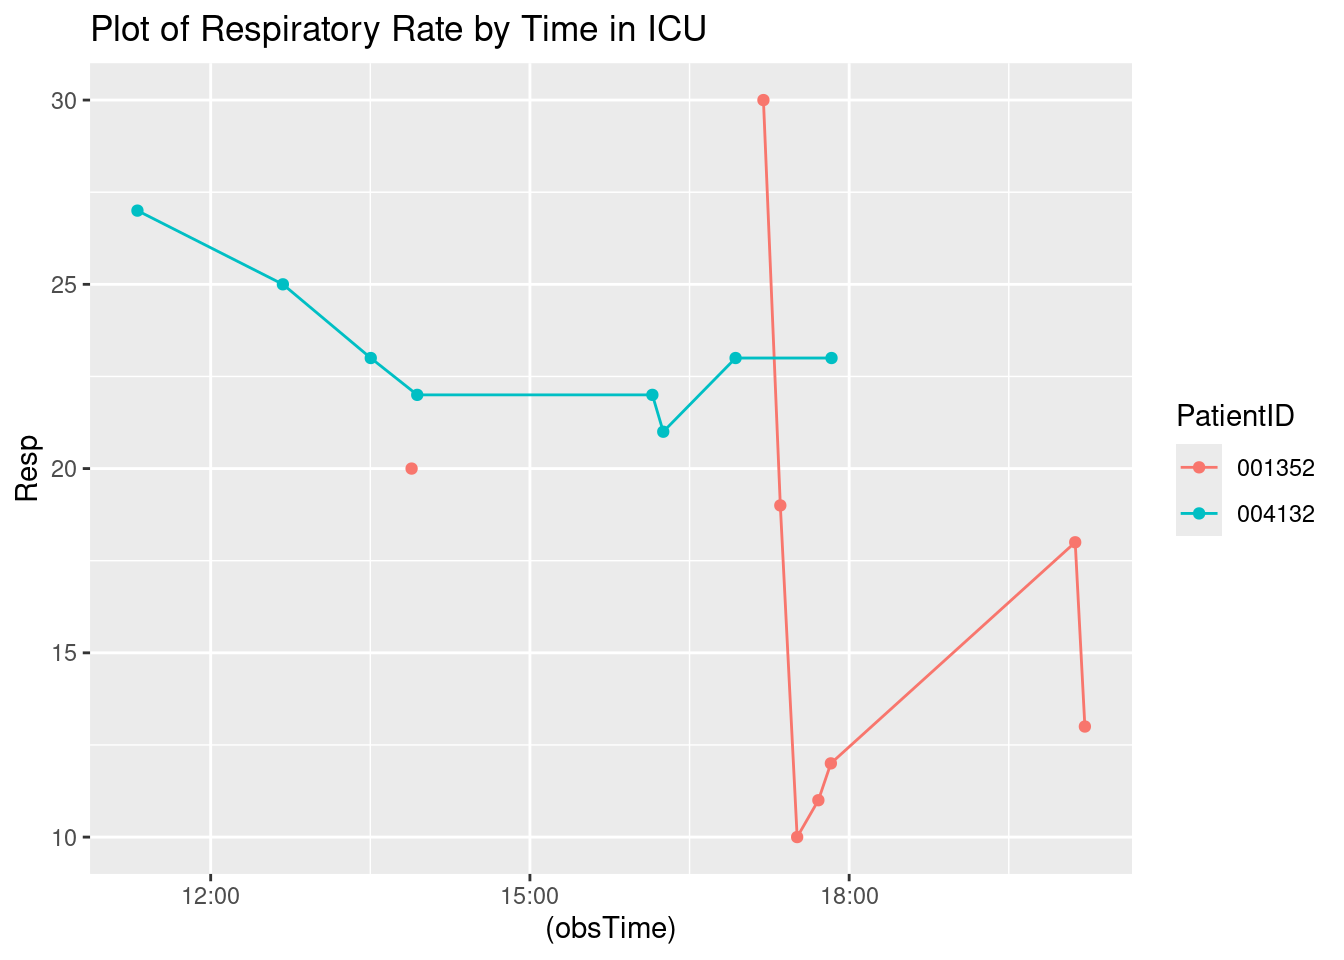 Plot of Respiratory Rate by Time in ICU
30
25
20
15
10
Resp
12:00
15:00
18:00
(obsTime)
PatientID
001352
004132